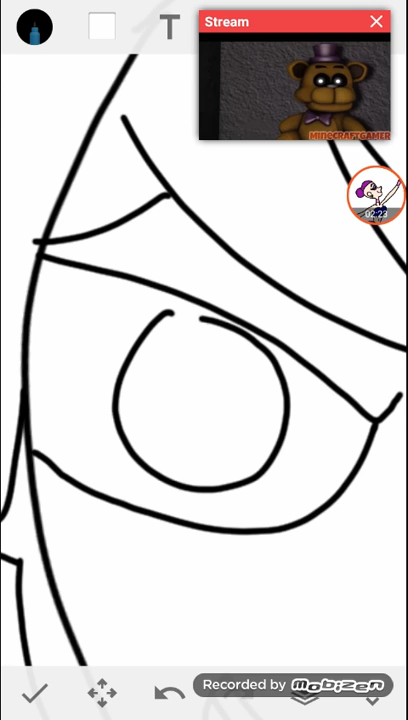 T
Stream
MINECRAFTGAMER
02:23
Recorded by Mobizen